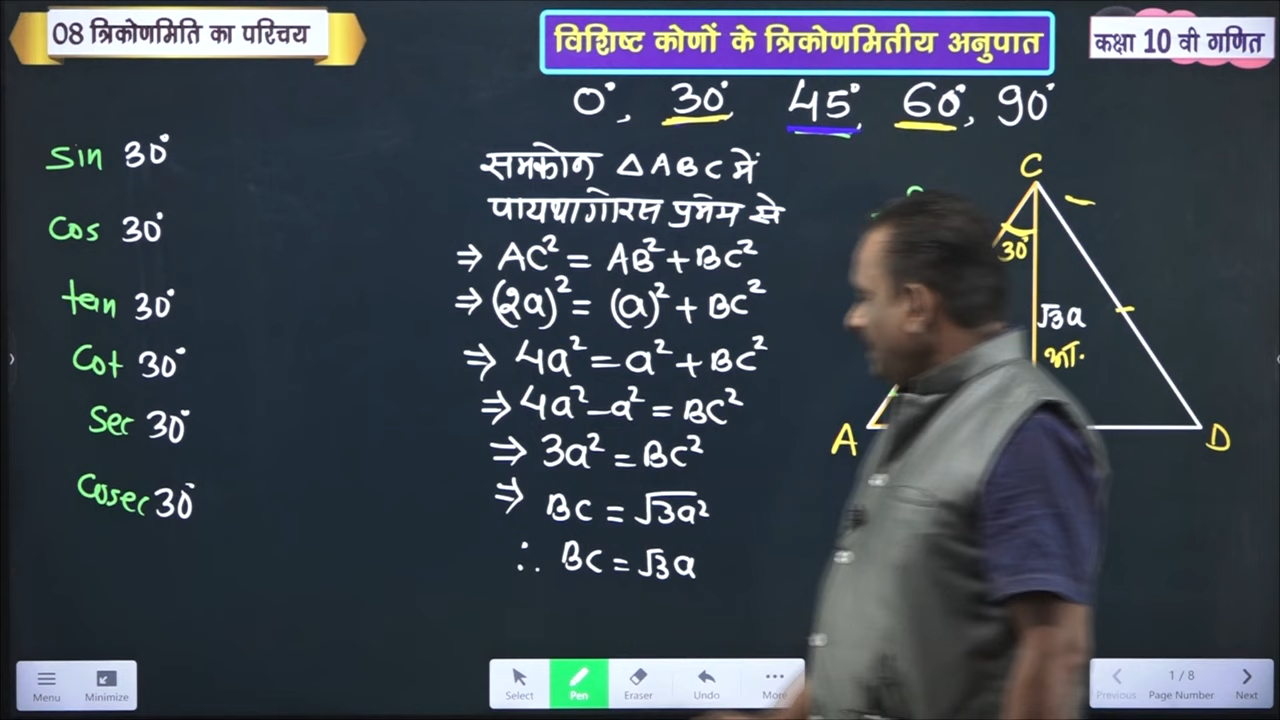 08 त्रिकोणमिति का परिचय
विशिष्ट कोणों के त्रिकोणमितीय अनुपात
कक्षा 10 वी गणित
0°, 30°, 45°, 60°, 90°
sin 30°
cos 30°
tan 30°
Cot 30°
Sec 30°
Cosec 30°
समकोन △ABC में
पायथागोरस प्रमेम से
⇒ AC² = AB² + BC²
⇒ (2a)² = (a)² + BC²
⇒ 4a² = a² + BC²
⇒ 4a² - a² = BC²
⇒ 3a² = BC²
⇒ BC = √3a²
∴ BC = √3a
C
30°
√3a
आ.
A
D
Menu
Minimize
Select
Pen
Eraser
Undo
More
Previous
1 / 8
Page Number
Next